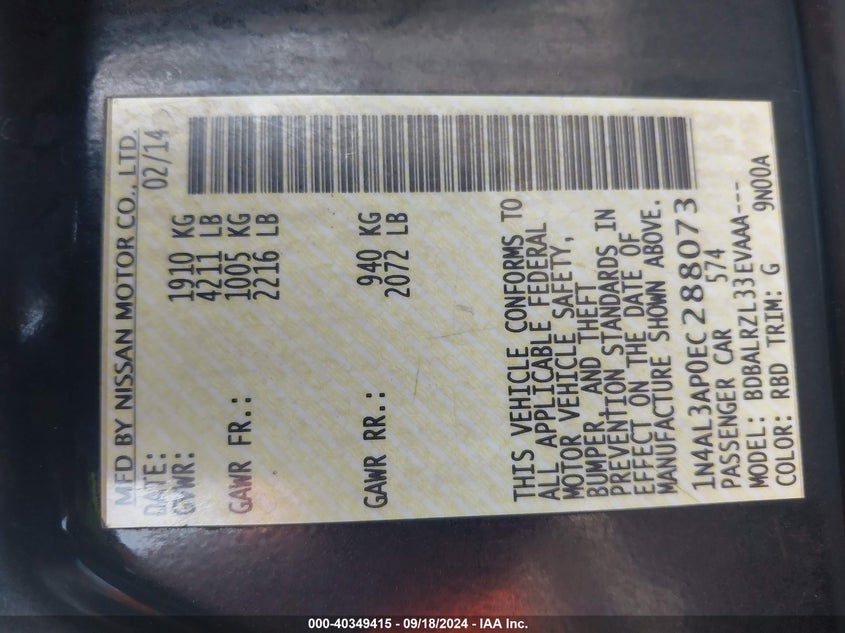 MFD BY NISSAN MOTOR CO., LTD.
DATE: 02/14
GVWR: 1910 KG
4211 LB
GAWR FR.: 1005 KG
2216 LB
GAWR RR.: 940 KG
2072 LB
THIS VEHICLE CONFORMS TO
ALL APPLICABLE FEDERAL
MOTOR VEHICLE SAFETY,
BUMPER, AND THEFT
PREVENTION STANDARDS IN
EFFECT ON THE DATE OF
MANUFACTURE SHOWN ABOVE.
1N4AL3AP0EC288073
PASSENGER CAR 574
MODEL: BDBALRZL33EVAAA---
COLOR: RBD TRIM: G 9N00A
000-40349415 - 09/18/2024 - IAA Inc.